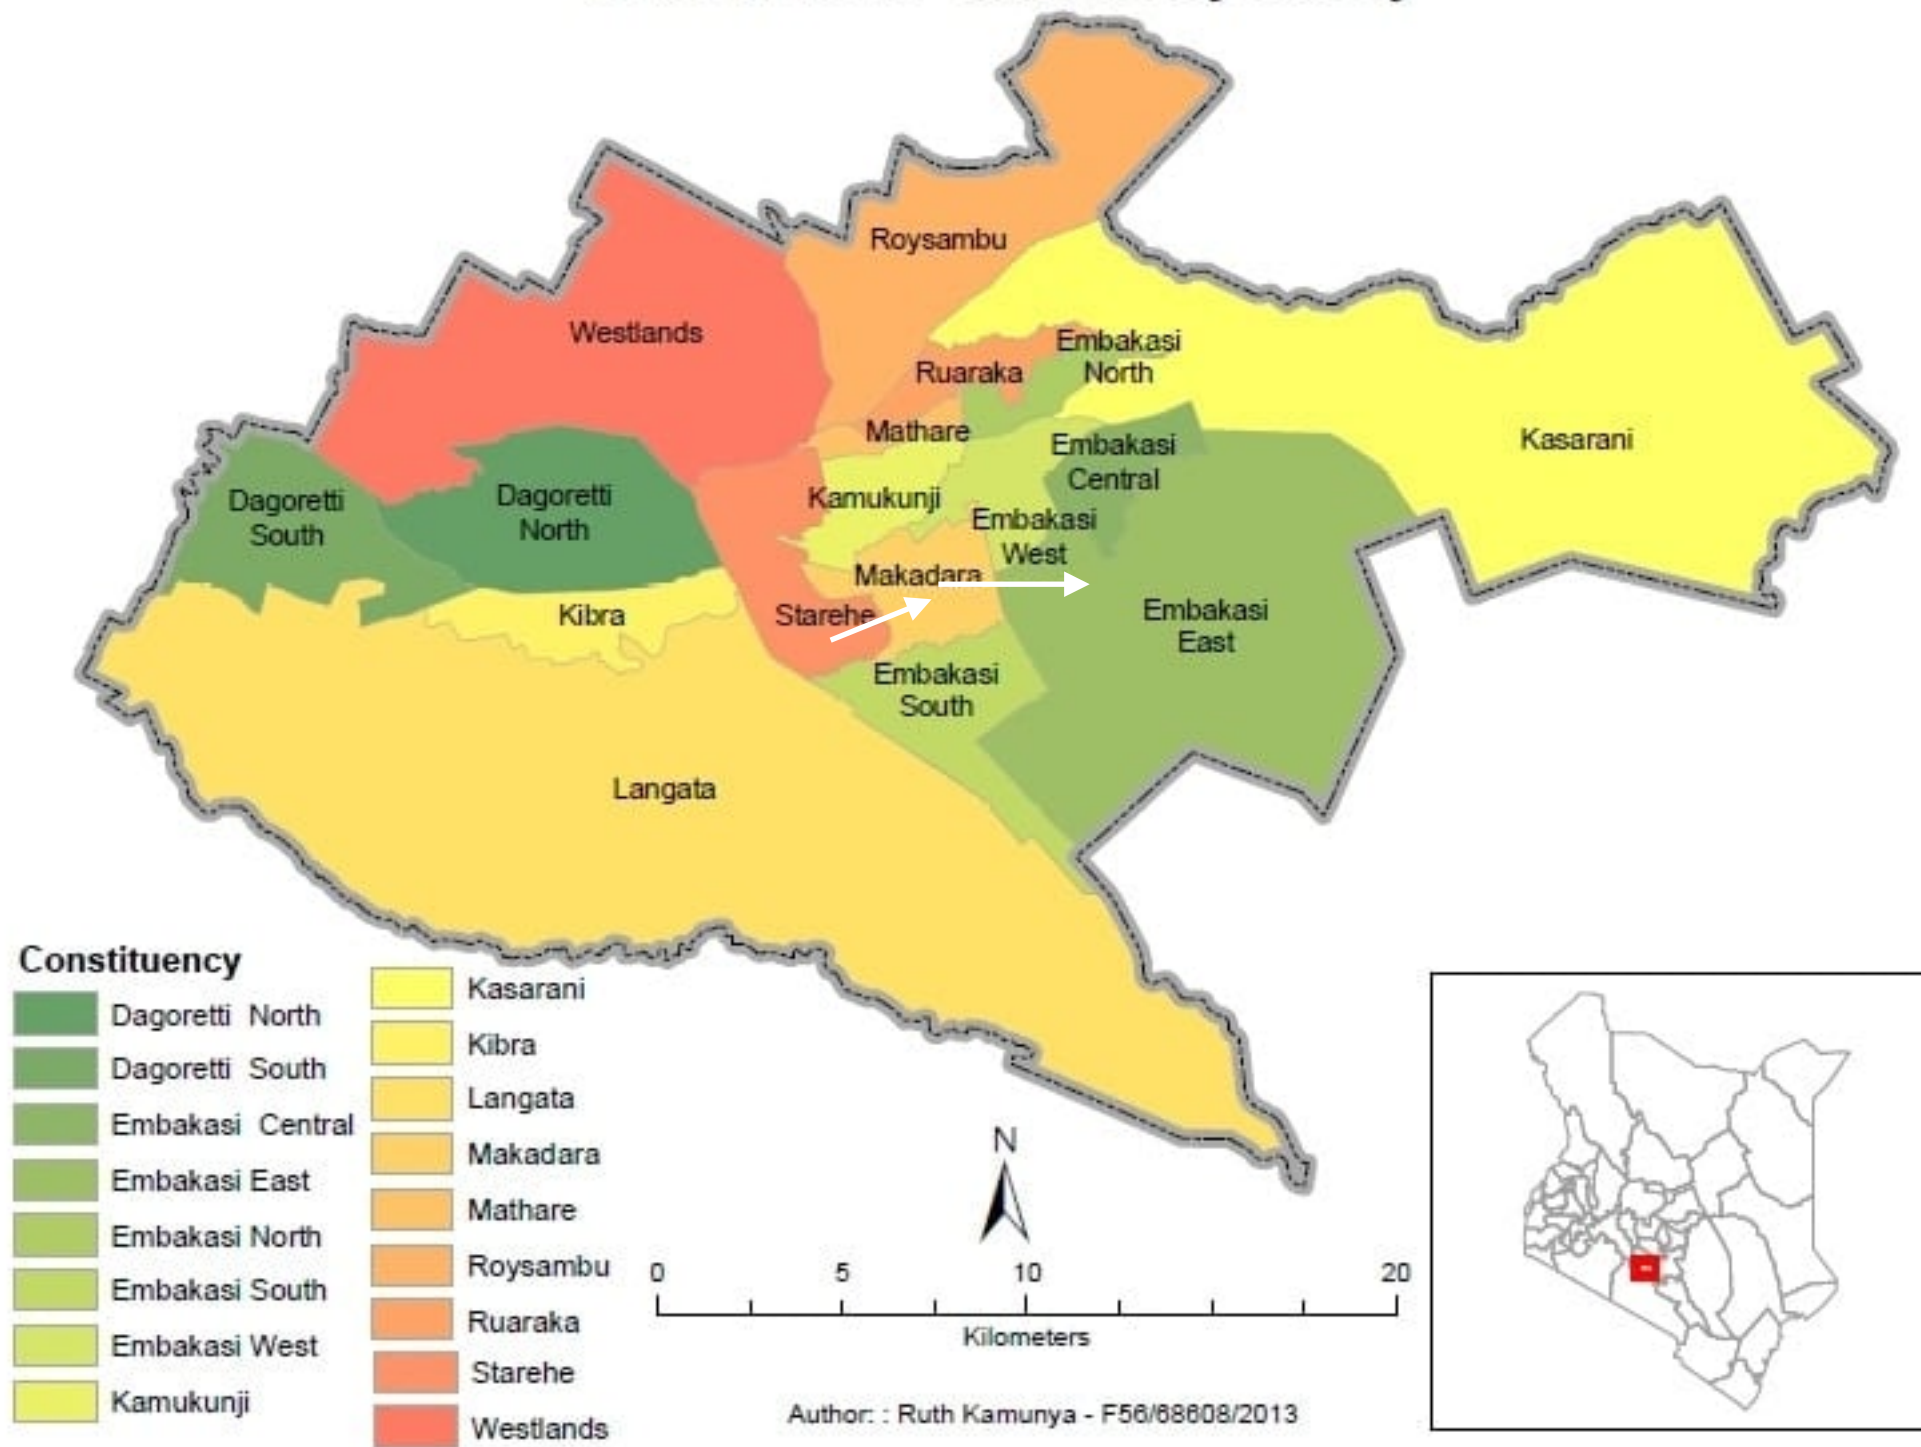 Roysambu
Westlands
Embakasi
North
Ruaraka
Mathare
Embakasi
Central
Kasarani
Dagoretti
South
Dagoretti
North
Kamukunji
Embakasi
West
Makadara
Kibra
Starehe
Embakasi
East
Embakasi
South
Langata
Constituency
Dagoretti North
Dagoretti South
Embakasi Central
Embakasi East
Embakasi North
Embakasi South
Embakasi West
Kamukunji
Kasarani
Kibra
Langata
Makadara
Mathare
Roysambu
Ruaraka
Starehe
Westlands
N
0 5 10 20
Kilometers
Author: : Ruth Kamunya - F56/68608/2013